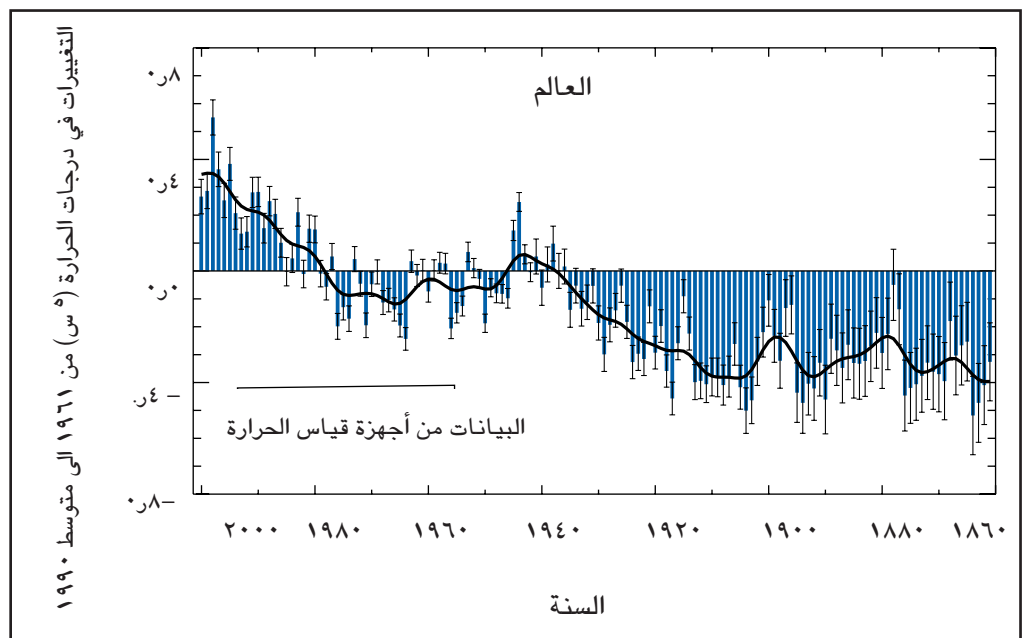 العالم
التغييرات في درجات الحرارة (°س) من ١٩٦١ الى متوسط ١٩٩٠
٠٫٨
٠٫٤
٠٫٠
٠٫٤ –
٠٫٨–
البيانات من أجهزة قياس الحرارة
١٨٦٠ ١٨٨٠ ١٩٠٠ ١٩٢٠ ١٩٤٠ ١٩٦٠ ١٩٨٠ ٢٠٠٠
السنة